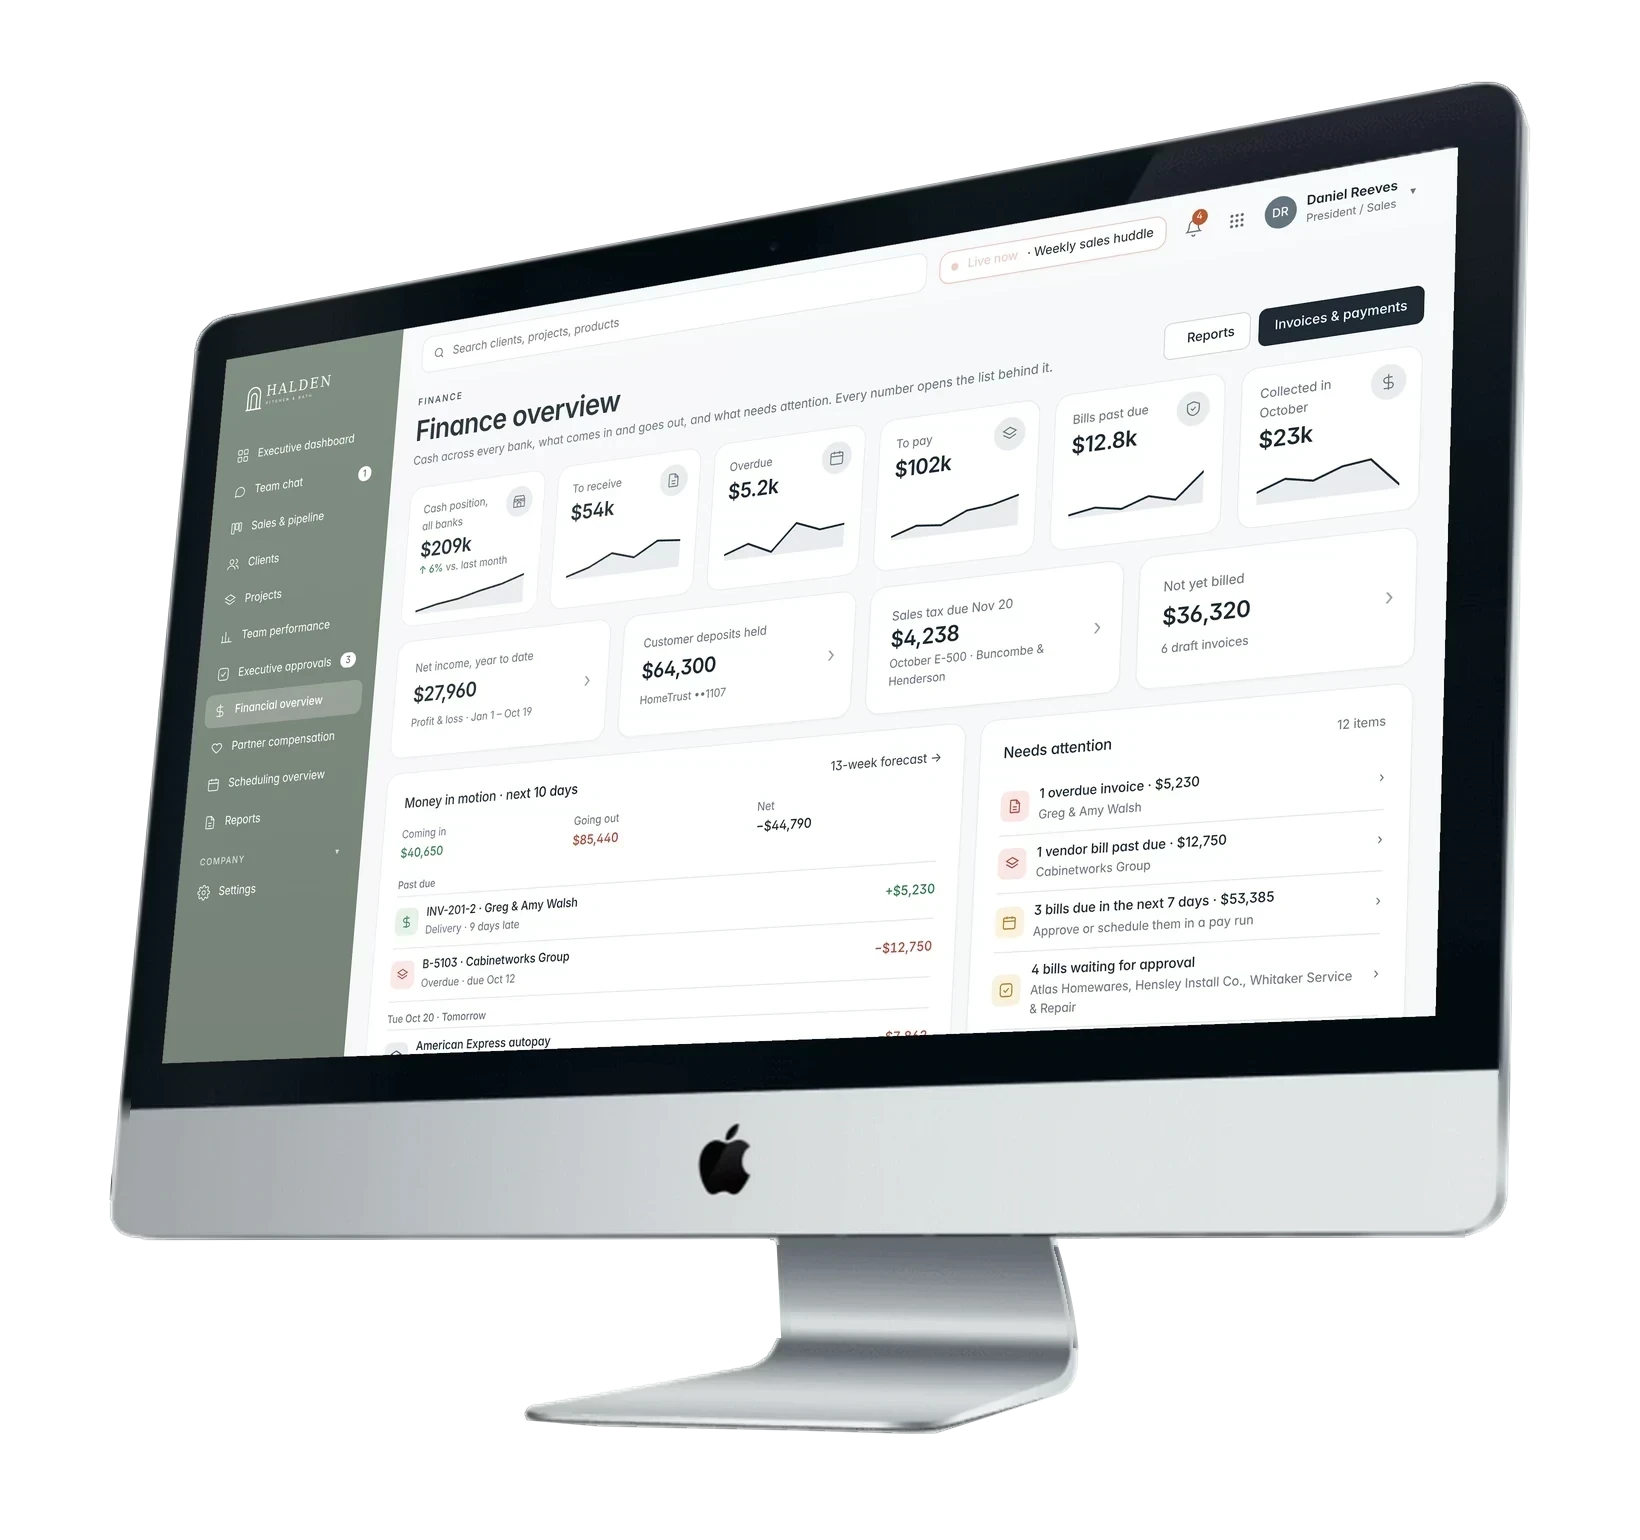 HALDEN
KITCHEN & BATH
Executive dashboard
Team chat
1
Sales & pipeline
Clients
Projects
Team performance
Executive approvals
3
Financial overview
Partner compensation
Scheduling overview
Reports
COMPANY
Settings
Search clients, projects, products
Live now · Weekly sales huddle
4
DR
Daniel Reeves
President / Sales
FINANCE
Finance overview
Cash across every bank, what comes in and goes out, and what needs attention. Every number opens the list behind it.
Reports
Invoices & payments
Cash position,
all banks
$209k
↑ 6% vs. last month
To receive
$54k
Overdue
$5.2k
To pay
$102k
Bills past due
$12.8k
Collected in
October
$23k
Net income, year to date
$27,960
Profit & loss · Jan 1 – Oct 19
Customer deposits held
$64,300
HomeTrust ••1107
Sales tax due Nov 20
$4,238
October E-500 · Buncombe &
Henderson
Not yet billed
$36,320
6 draft invoices
Money in motion · next 10 days
13-week forecast →
Coming in
$40,650
Going out
$85,440
Net
−$44,790
Past due
INV-201-2 · Greg & Amy Walsh
Delivery · 9 days late
+$5,230
B-5103 · Cabinetworks Group
Overdue · due Oct 12
−$12,750
Tue Oct 20 · Tomorrow
American Express autopay
Needs attention
12 items
1 overdue invoice · $5,230
Greg & Amy Walsh
1 vendor bill past due · $12,750
Cabinetworks Group
3 bills due in the next 7 days · $53,385
Approve or schedule them in a pay run
4 bills waiting for approval
Atlas Homewares, Hensley Install Co., Whitaker Service
& Repair